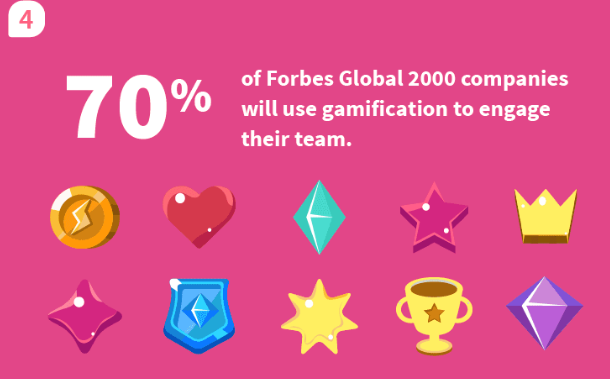 4
70%
of Forbes Global 2000 companies
will use gamification to engage
their team.